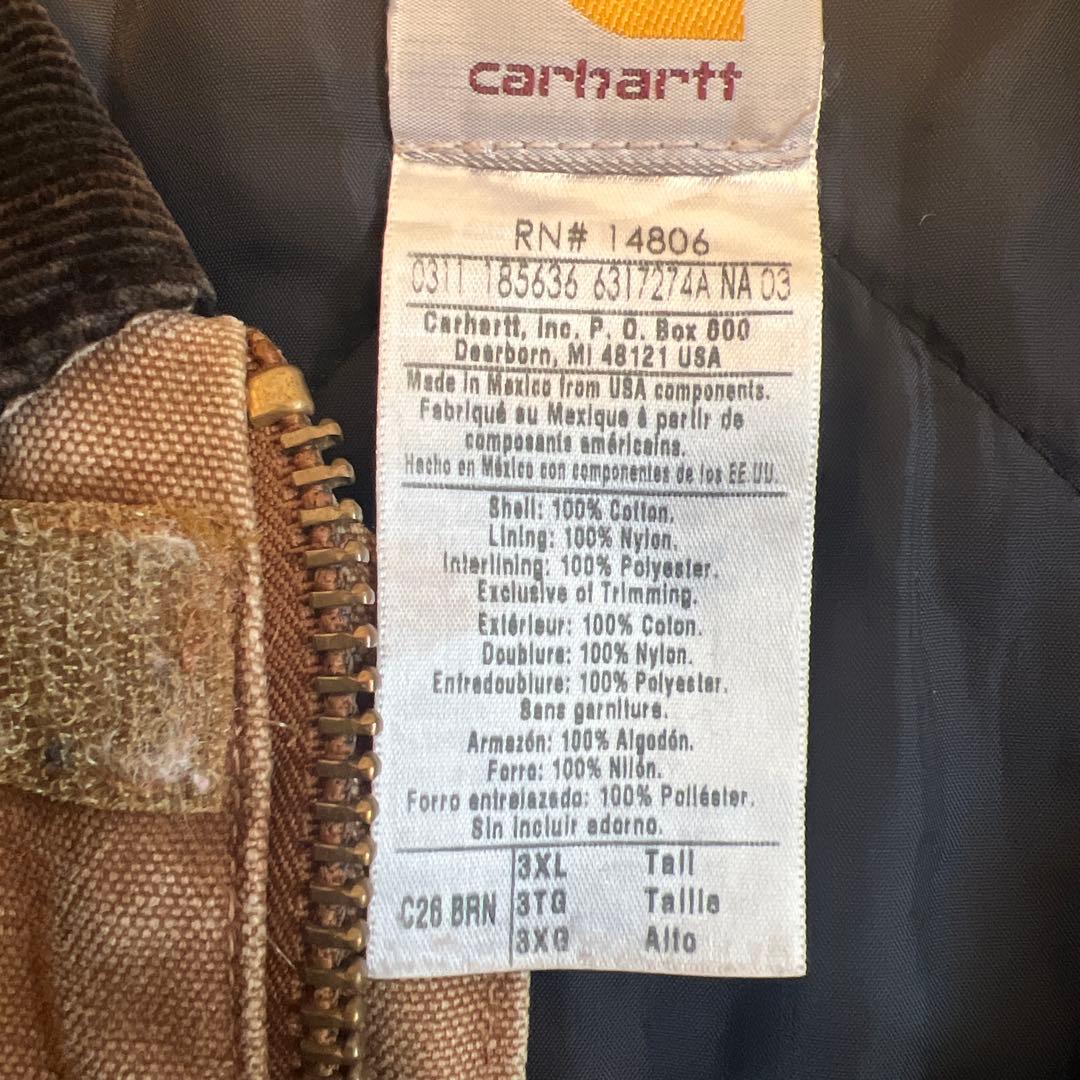 carhartt
RN# 14806
0311 185636 6317274A NA 03
Carhartt, Inc. P. O. Box 600
Dearborn, MI 48121 USA
Made in Mexico from USA components.
Fabriqué au Mexique à partir de
composants américains.
Hecho en México con componentes de los EE.UU.
Shell: 100% Cotton.
Lining: 100% Nylon.
Interlining: 100% Polyester.
Exclusive of Trimming.
Extérieur: 100% Coton.
Doublure: 100% Nylon.
Entredoublure: 100% Polyester.
Sans garniture.
Armazón: 100% Algodón.
Forro: 100% Nilón.
Forro entrelazado: 100% Poliéster.
Sin incluir adorno.
3XL Tall
C26 BRN 3TG Taille
3XG Alto